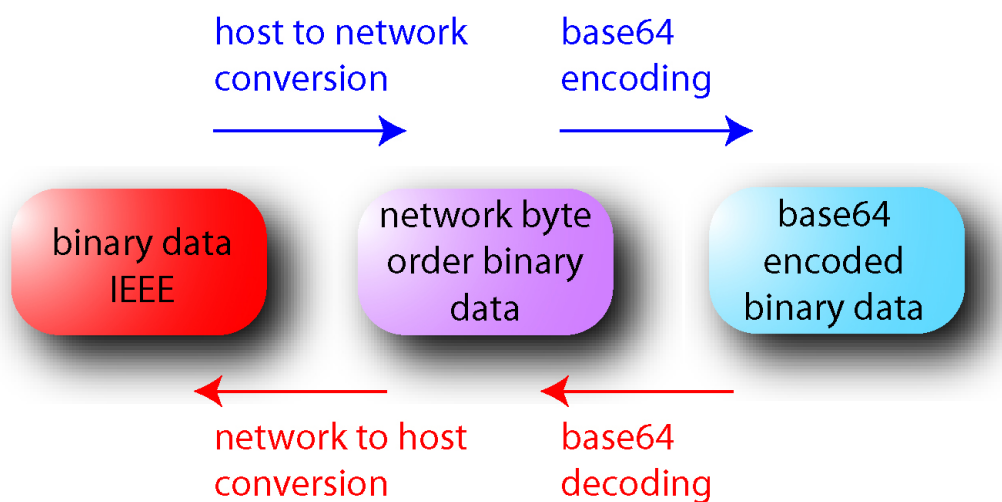 host to network
conversion
base64
encoding
binary data
IEEE
network byte
order binary
data
base64
encoded
binary data
network to host
conversion
base64
decoding